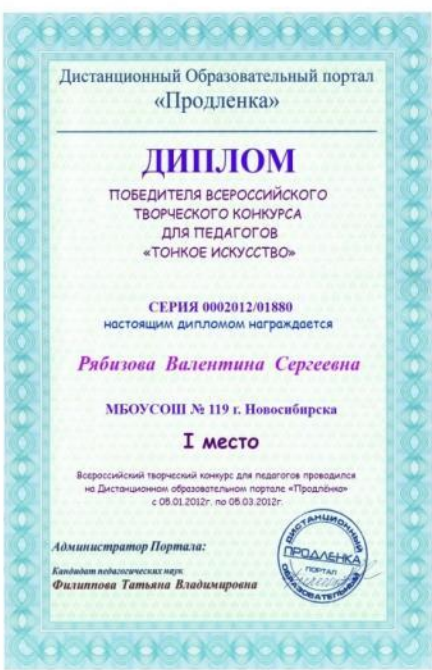 Дистанционный Образовательный портал
«Продленка»
ДИПЛОМ
ПОБЕДИТЕЛЯ ВСЕРОССИЙСКОГО
ТВОРЧЕСКОГО КОНКУРСА
ДЛЯ ПЕДАГОГОВ
«ТОНКОЕ ИСКУССТВО»
СЕРИЯ 0002012/01880
настоящим дипломом награждается
Рябизова Валентина Сергеевна
МБОУСОШ № 119 г. Новосибирска
I место
Всероссийский творческий конкурс для педагогов проводился
на Дистанционном образовательном портале «Продлёнка»
с 05.01.2012г. по 05.03.2012г.
Администратор Портала:
Кандидат педагогических наук
Филиппова Татьяна Владимировна
ДИСТАНЦИОННЫЙ
ПРОДЛЕНКА
ПОРТАЛ
ОБРАЗОВАТЕЛЬНЫЙ